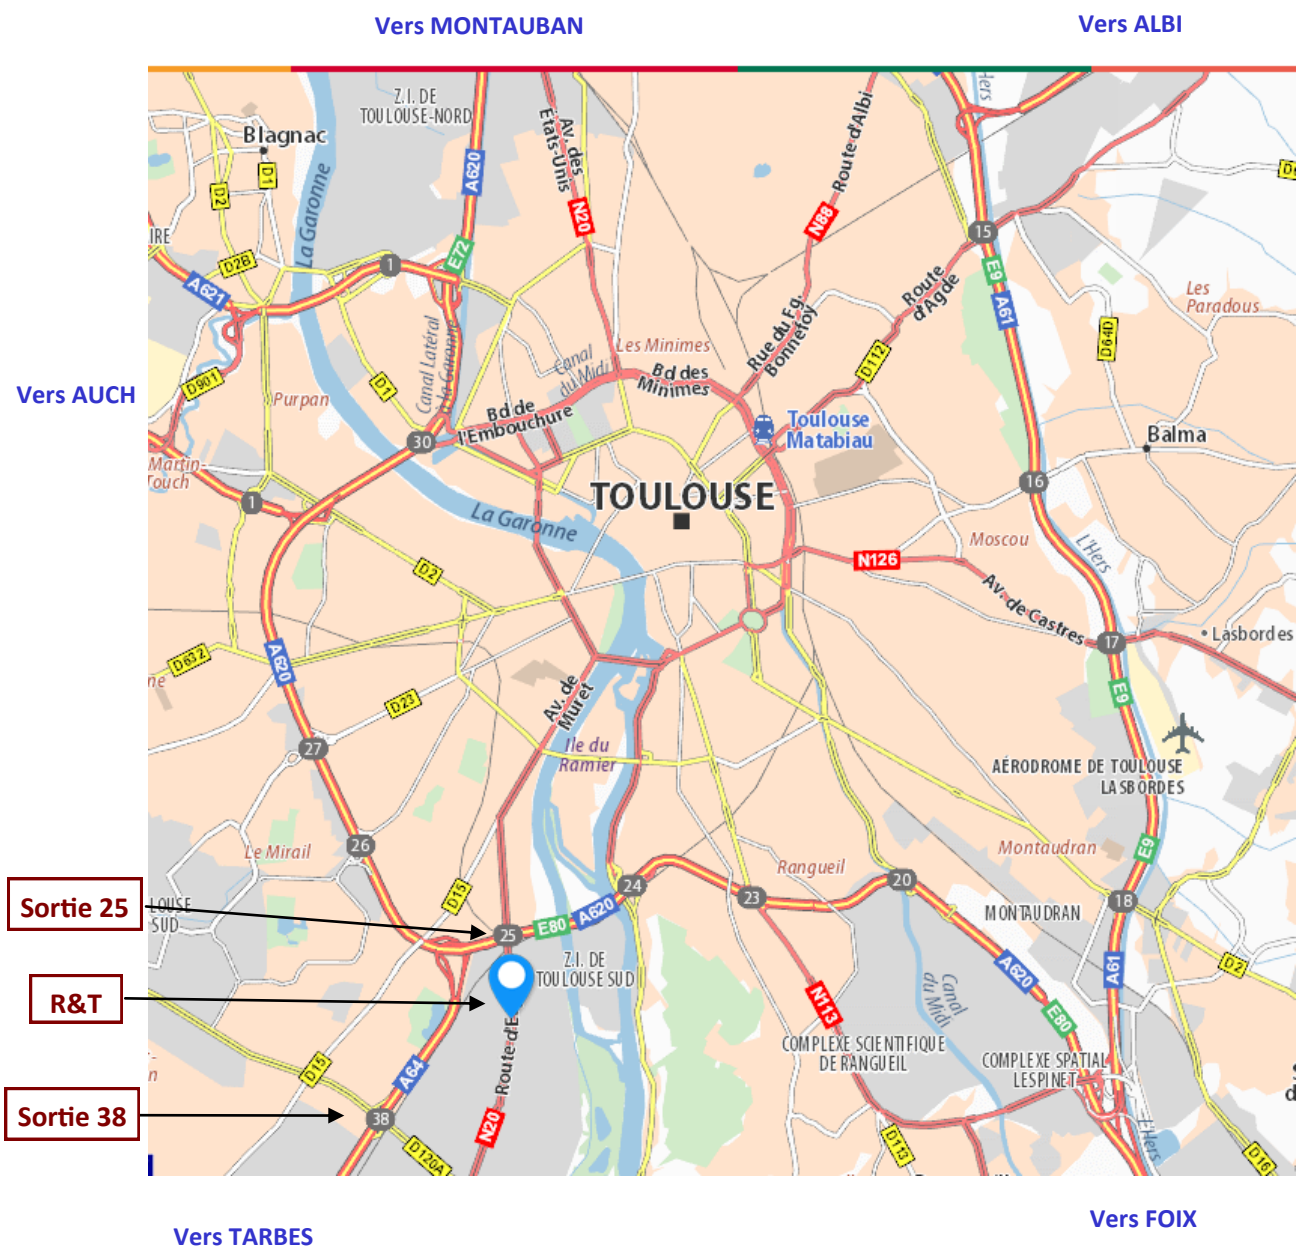 Vers MONTAUBAN
Vers ALBI
Z.I. DE
TOULOUSE-NORD
Blagnac
D1
D2
D2B
La Garonne
A620
E72
Av. des
Etats-Unis
N20
Route d'Albi
N88
l'Hers
15
E9
A61
IRE
A621
1
Route
d'Agde
Les
Paradous
D64D
Canal Latéral
à la Garonne
Canal
du Midi
Les Minimes
Rue du Fg.
Bonnefoy
D112
Vers AUCH
D901
Purpan
D1
Bd de
l'Embouchure
Bd des
Minimes
Toulouse
Matabiau
Balma
30
Martin-
Touch
1
TOULOUSE
16
La Garonne
Moscou
L'Hers
D2
N126
Av. de Castres
17
Lasbordes
D632
A620
ne
D23
Av. de
Muret
E9
27
Ile du
Ramier
AÉRODROME DE TOULOUSE
LASBORDES
Le Mirail
26
Rangueil
Montaudran
E9
Sortie 25
LOUSE
SUD
D15
25
E80
A620
24
23
20
MONTAUDRAN
18
R&T
Z.I. DE
TOULOUSE SUD
Canal
du Midi
A620
A61
D2
N113
E80
Route d'E
A64
D15
COMPLEXE SCIENTIFIQUE
DE RANGUEIL
COMPLEXE SPATIAL
LESPINET
n
Sortie 38
38
D120A
N20
D113
l'Hers
D16
Vers TARBES
Vers FOIX